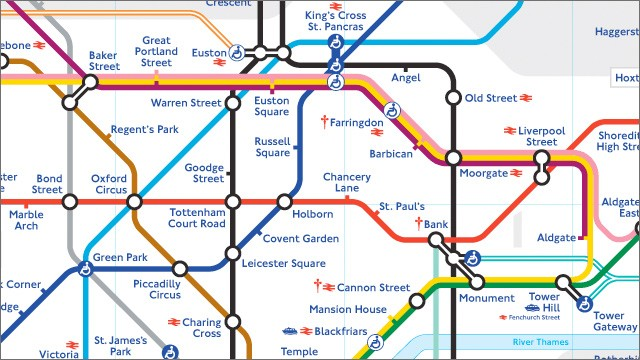 Crescent
King's Cross
St. Pancras
Euston
Haggerst
ebone
Baker
Street
Great
Portland
Street
Angel
Hoxt
Warren Street
Euston
Square
Old Street
Farringdon
Liverpool
Street
Shoredi
High Stre
Regent's Park
Russell
Square
Barbican
Moorgate
Bond
Street
Oxford
Circus
Goodge
Street
Chancery
Lane
ster
e
Marble
Arch
Tottenham
Court Road
Holborn
St. Paul's
Bank
Aldgate
East
Covent Garden
Aldgate
Green Park
Leicester Square
k Corner
Piccadilly
Circus
Cannon Street
Monument
Tower
Hill
Fenchurch Street
Tower
Gateway
dge
Mansion House
Charing
Cross
Blackfriars
St. James's
Park
Victoria
Temple
River Thames